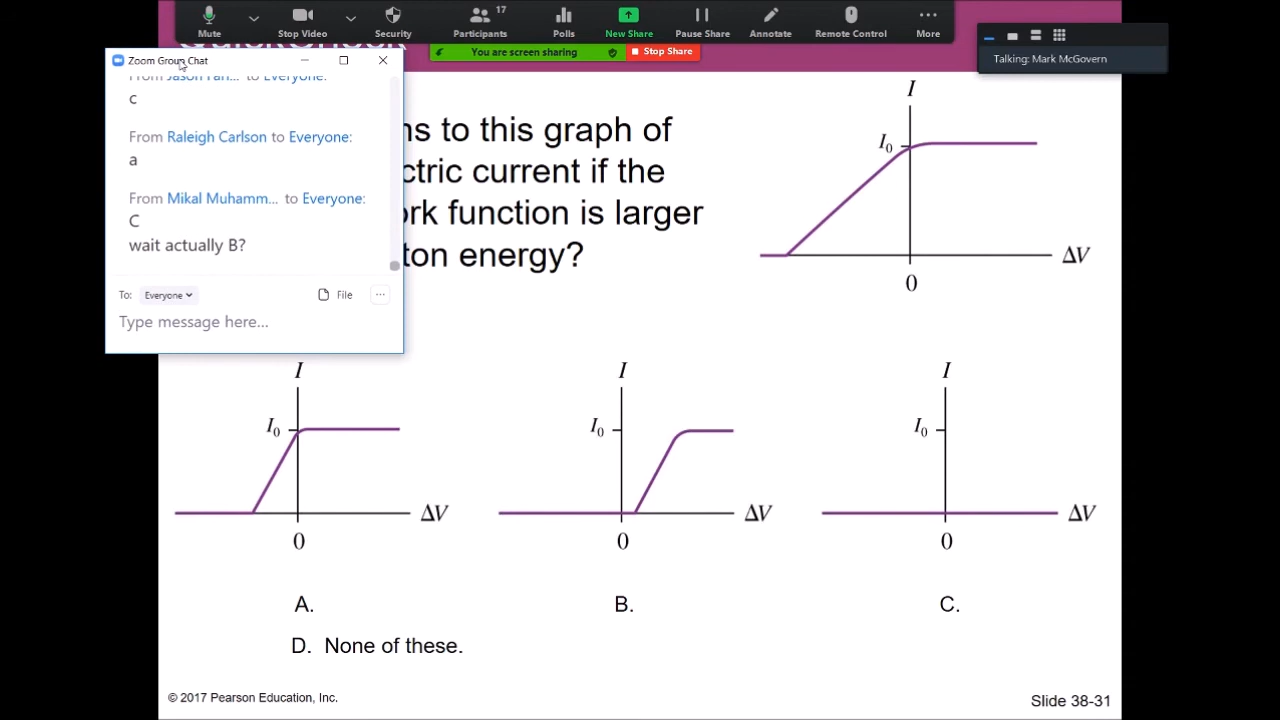 Mute
Stop Video
Security
Participants
17
Polls
New Share
Pause Share
Annotate
Remote Control
More
You are screen sharing
Stop Share
Talking: Mark McGovern
Zoom Group Chat
to Everyone:
c
From Raleigh Carlson to Everyone:
a
From Mikal Muhamm... to Everyone:
C
wait actually B?
To: Everyone
File
Type message here...
to this graph of
current if the
function is larger
energy?
I
I₀
ΔV
0
I
I₀
ΔV
0
I
I₀
ΔV
0
I
I₀
ΔV
0
A.
B.
C.
D. None of these.
© 2017 Pearson Education, Inc.
Slide 38-31